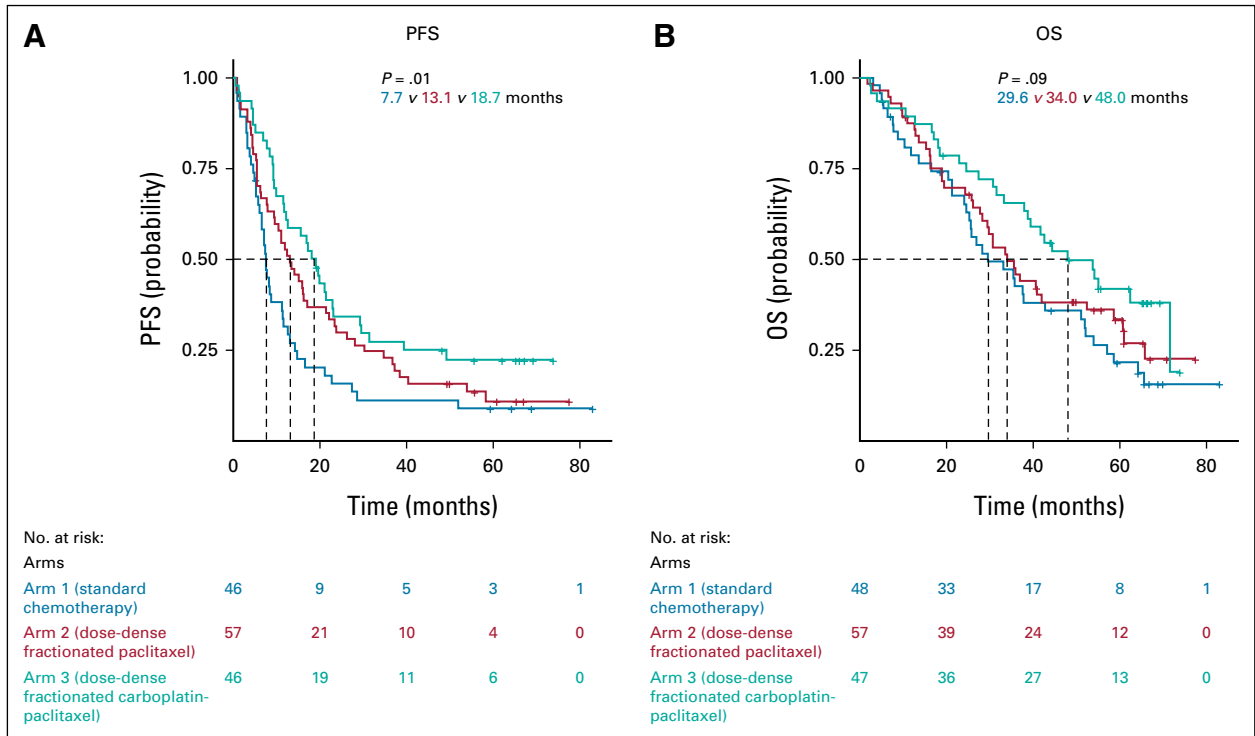 A
PFS
P = .01
7.7 v 13.1 v 18.7 months
1.00
0.75
0.50
0.25
PFS (probability)
0 20 40 60 80
Time (months)
No. at risk:
Arms
Arm 1 (standard
chemotherapy)
46 9 5 3 1
Arm 2 (dose-dense
fractionated paclitaxel)
57 21 10 4 0
Arm 3 (dose-dense
fractionated carboplatin-
paclitaxel)
46 19 11 6 0
B
OS
P = .09
29.6 v 34.0 v 48.0 months
1.00
0.75
0.50
0.25
OS (probability)
0 20 40 60 80
Time (months)
No. at risk:
Arms
Arm 1 (standard
chemotherapy)
48 33 17 8 1
Arm 2 (dose-dense
fractionated paclitaxel)
57 39 24 12 0
Arm 3 (dose-dense
fractionated carboplatin-
paclitaxel)
47 36 27 13 0